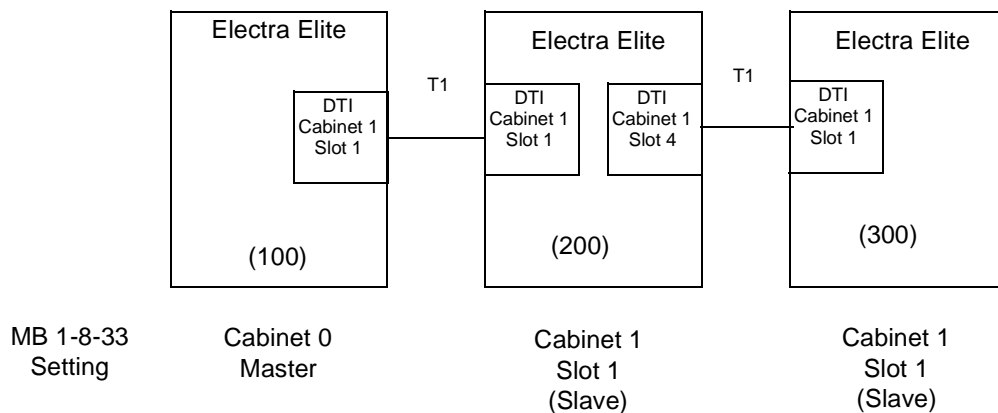 Electra Elite
Electra Elite
Electra Elite
T1
T1
DTI
Cabinet 1
Slot 1
DTI
Cabinet 1
Slot 1
DTI
Cabinet 1
Slot 4
DTI
Cabinet 1
Slot 1
(100)
(200)
(300)
MB 1-8-33
Setting
Cabinet 0
Master
Cabinet 1
Slot 1
(Slave)
Cabinet 1
Slot 1
(Slave)